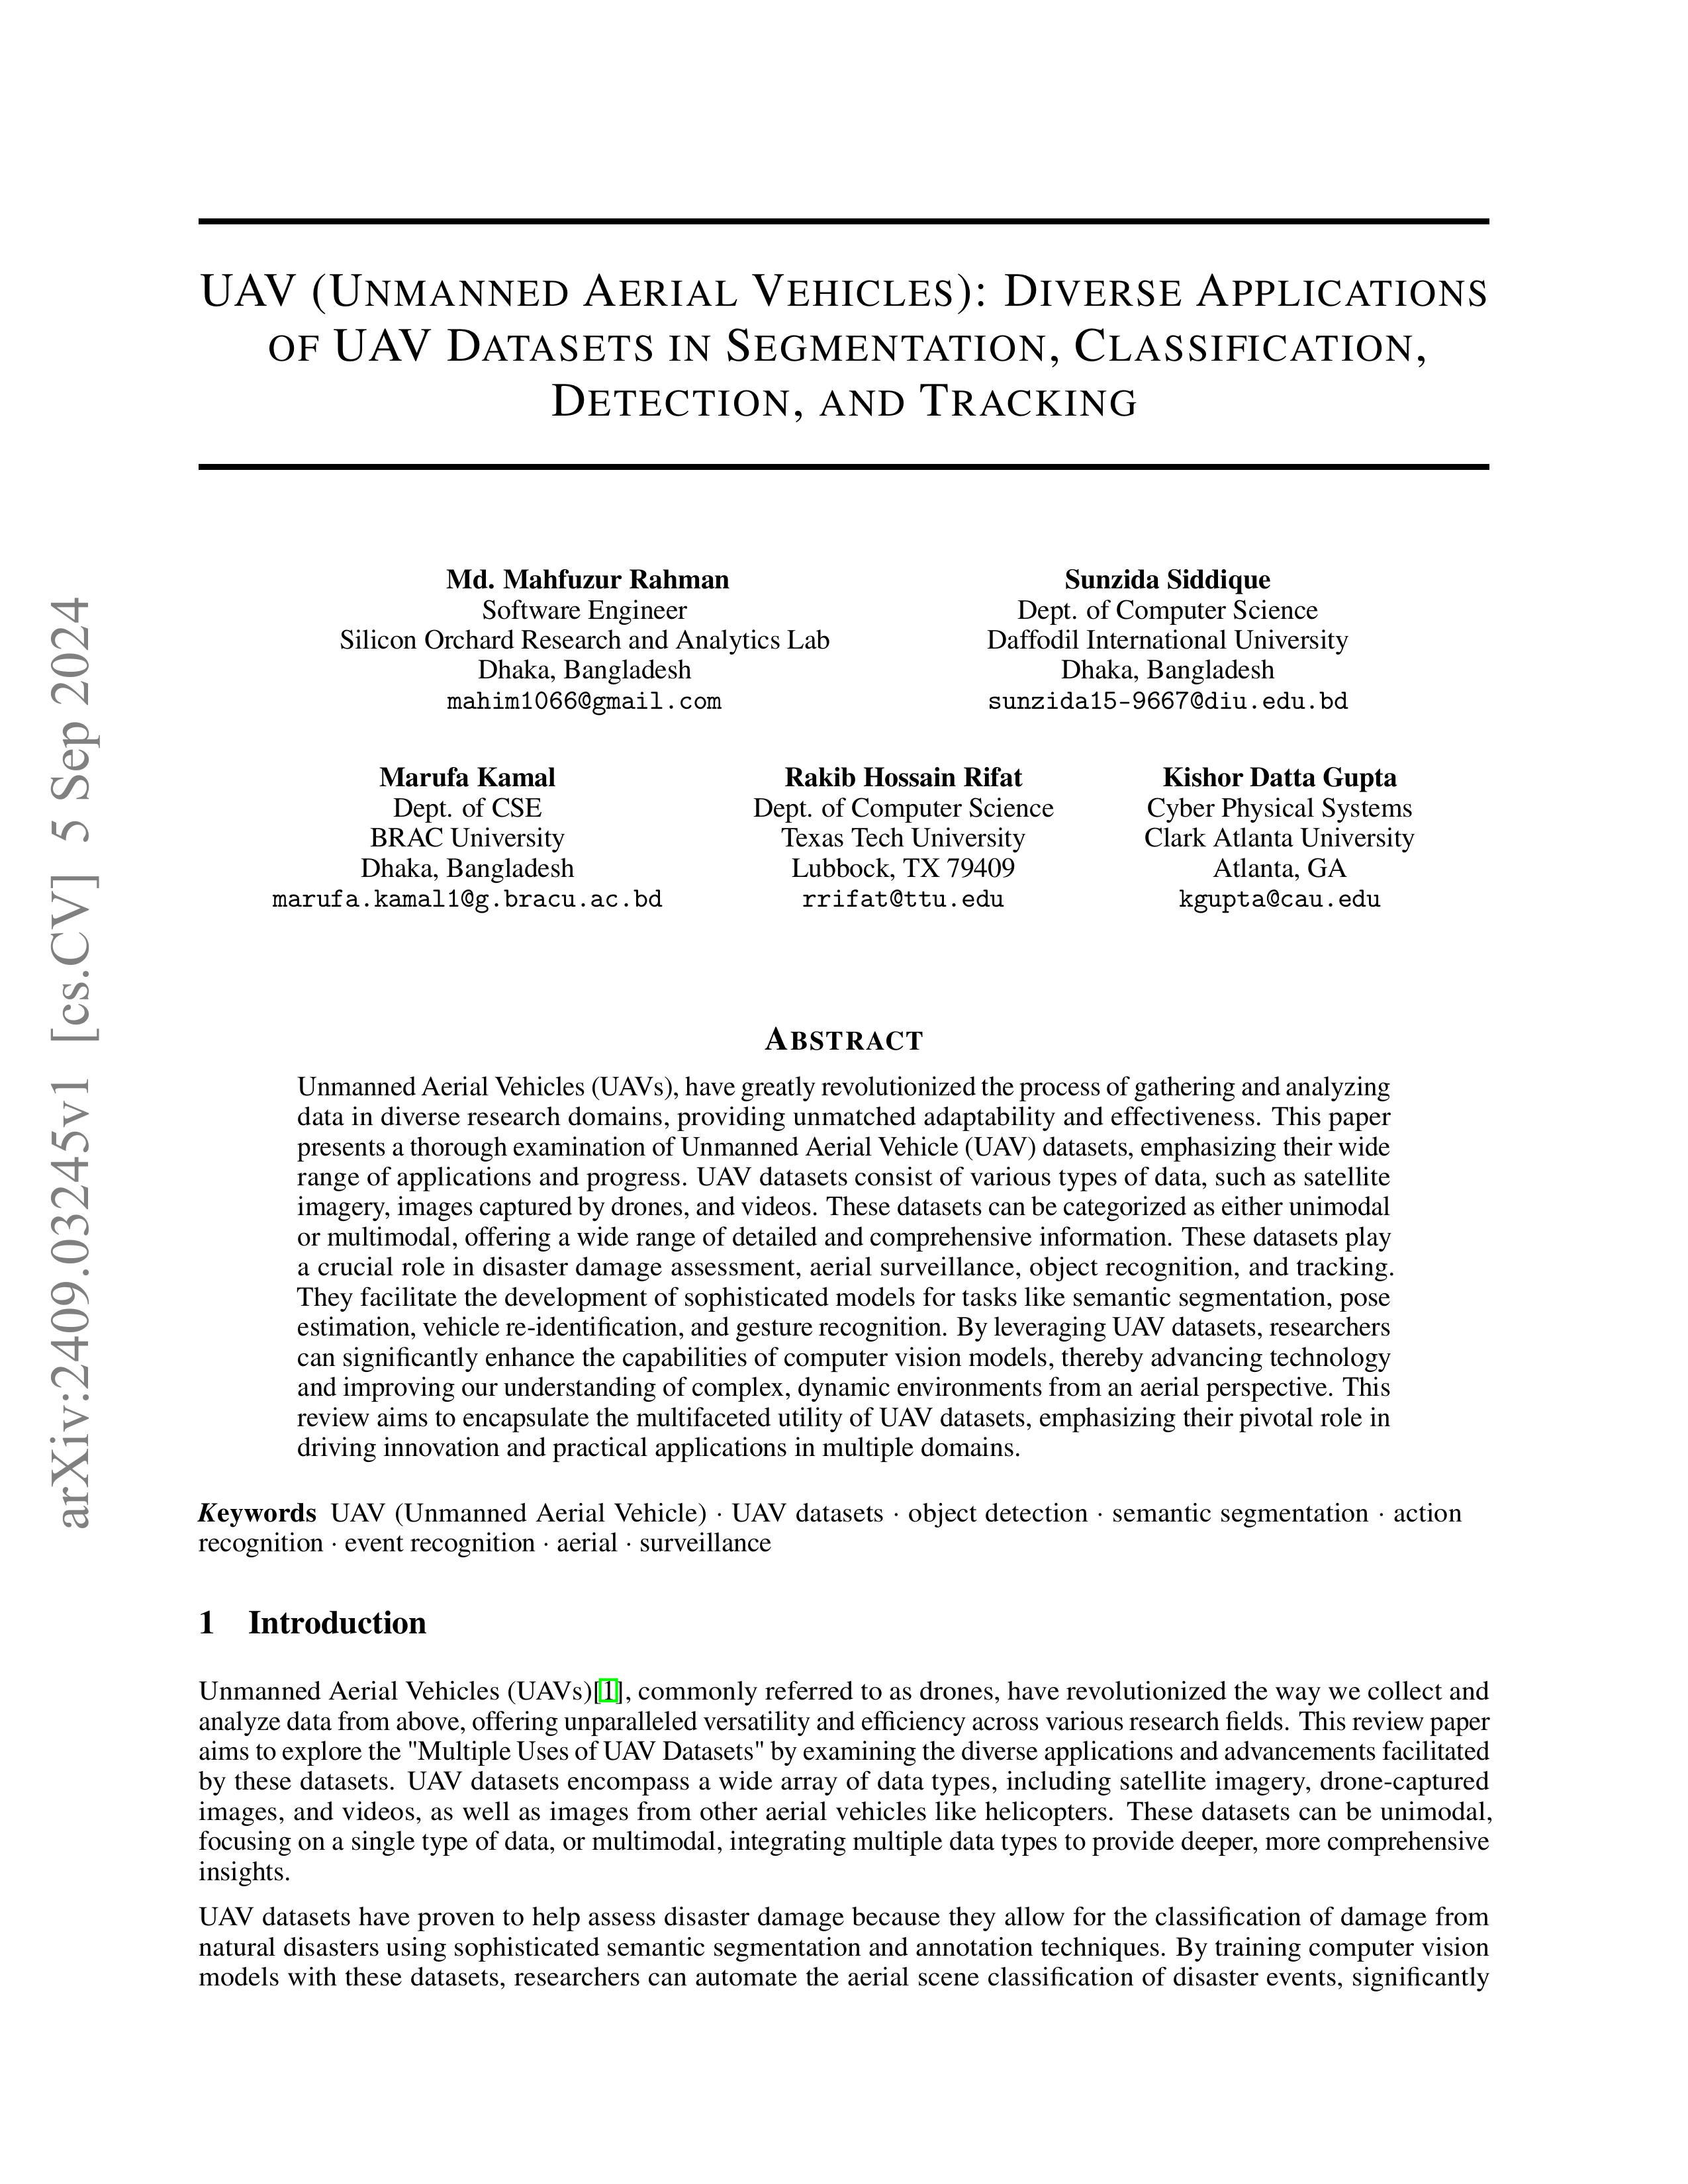 arXiv:2409.03245v1 [cs.CV] 5 Sep 2024
UAV (UNMANNED AERIAL VEHICLES): DIVERSE APPLICATIONS
OF UAV DATASETS IN SEGMENTATION, CLASSIFICATION,
DETECTION, AND TRACKING
Md. Mahfuzur Rahman
Software Engineer
Silicon Orchard Research and Analytics Lab
Dhaka, Bangladesh
mahim1066@gmail.com
Sunzida Siddique
Dept. of Computer Science
Daffodil International University
Dhaka, Bangladesh
sunzida15-9667@diu.edu.bd
Marufa Kamal
Dept. of CSE
BRAC University
Dhaka, Bangladesh
marufa.kamal1@g.bracu.ac.bd
Rakib Hossain Rifat
Dept. of Computer Science
Texas Tech University
Lubbock, TX 79409
rrifat@ttu.edu
Kishor Datta Gupta
Cyber Physical Systems
Clark Atlanta University
Atlanta, GA
kgupta@cau.edu
ABSTRACT
Unmanned Aerial Vehicles (UAVs), have greatly revolutionized the process of gathering and analyzing
data in diverse research domains, providing unmatched adaptability and effectiveness. This paper
presents a thorough examination of Unmanned Aerial Vehicle (UAV) datasets, emphasizing their wide
range of applications and progress. UAV datasets consist of various types of data, such as satellite
imagery, images captured by drones, and videos. These datasets can be categorized as either unimodal
or multimodal, offering a wide range of detailed and comprehensive information. These datasets play
a crucial role in disaster damage assessment, aerial surveillance, object recognition, and tracking.
They facilitate the development of sophisticated models for tasks like semantic segmentation, pose
estimation, vehicle re-identification, and gesture recognition. By leveraging UAV datasets, researchers
can significantly enhance the capabilities of computer vision models, thereby advancing technology
and improving our understanding of complex, dynamic environments from an aerial perspective. This
review aims to encapsulate the multifaceted utility of UAV datasets, emphasizing their pivotal role in
driving innovation and practical applications in multiple domains.
Keywords UAV (Unmanned Aerial Vehicle) · UAV datasets · object detection · semantic segmentation · action
recognition · event recognition · aerial · surveillance
1 Introduction
Unmanned Aerial Vehicles (UAVs)[1], commonly referred to as drones, have revolutionized the way we collect and
analyze data from above, offering unparalleled versatility and efficiency across various research fields. This review paper
aims to explore the "Multiple Uses of UAV Datasets" by examining the diverse applications and advancements facilitated
by these datasets. UAV datasets encompass a wide array of data types, including satellite imagery, drone-captured
images, and videos, as well as images from other aerial vehicles like helicopters. These datasets can be unimodal,
focusing on a single type of data, or multimodal, integrating multiple data types to provide deeper, more comprehensive
insights.
UAV datasets have proven to help assess disaster damage because they allow for the classification of damage from
natural disasters using sophisticated semantic segmentation and annotation techniques. By training computer vision
models with these datasets, researchers can automate the aerial scene classification of disaster events, significantly